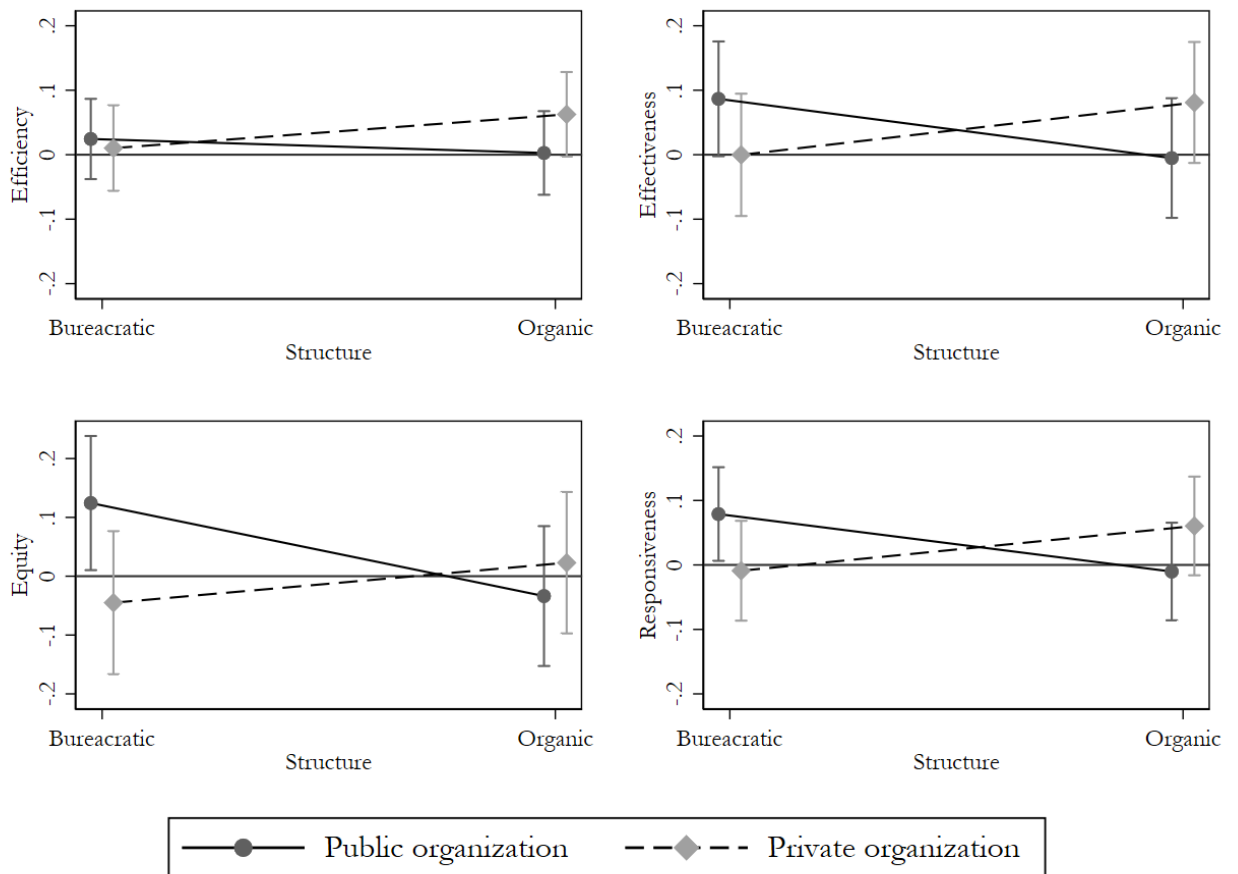 Efficiency
.2
.1
0
-.1
-.2
Bureacratic
Organic
Structure
Effectiveness
.2
.1
0
-.1
-.2
Bureacratic
Organic
Structure
Equity
.2
.1
0
-.1
-.2
Bureacratic
Organic
Structure
Responsiveness
.2
.1
0
-.1
-.2
Bureacratic
Organic
Structure
Public organization
Private organization